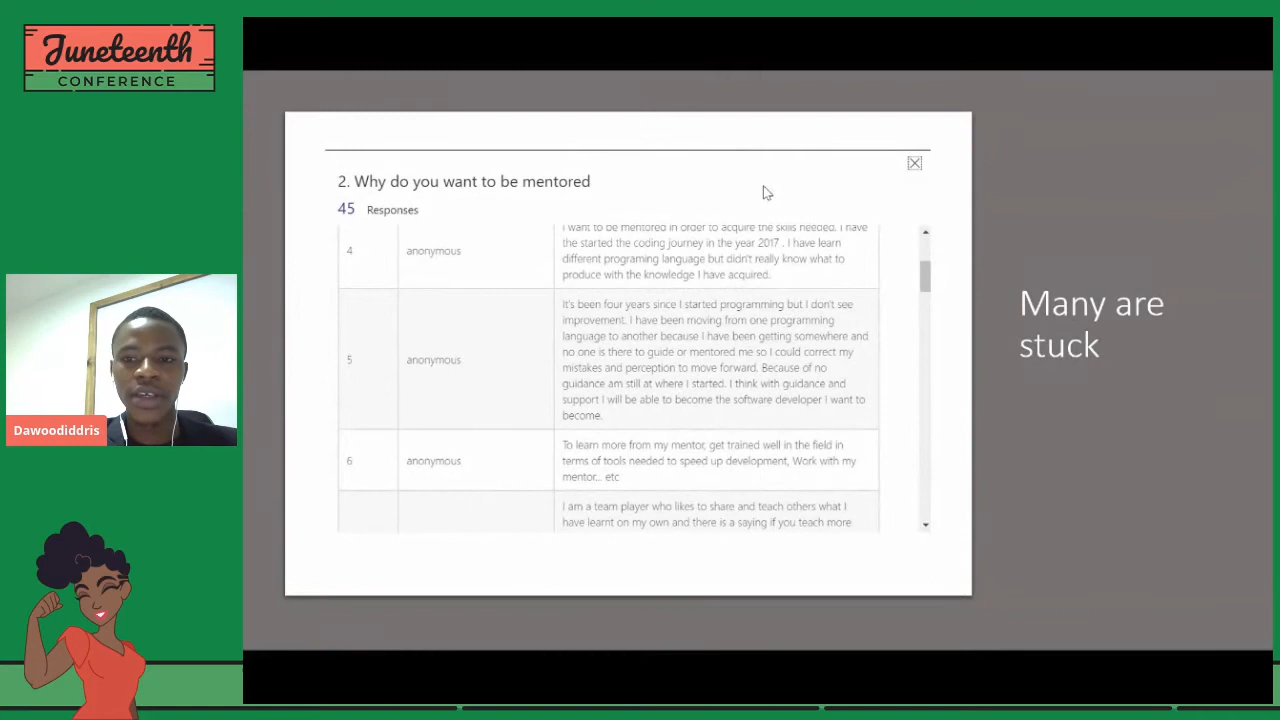 Juneteenth
CONFERENCE
2. Why do you want to be mentored
45 Responses
4 anonymous
I want to be mentored in order to acquire the skills needed. I have
the started the coding journey in the year 2017 . I have learn
different programing language but didn't really know what to
produce with the knowledge I have acquired.
5 anonymous
It's been four years since I started programming but I don't see
improvement. I have been moving from one programming
language to another because I have been getting somewhere and
no one is there to guide or mentored me so I could correct my
mistakes and perception to move forward. Because of no
guidance am still at where I started. I think with guidance and
support I will be able to become the software developer I want to
become.
6 anonymous
To learn more from my mentor, get trained well in the field in
terms of tools needed to speed up development, Work with my
mentor... etc
I am a team player who likes to share and teach others what I
have learnt on my own and there is a saying if you teach more
Many are
stuck
Dawoodiddris